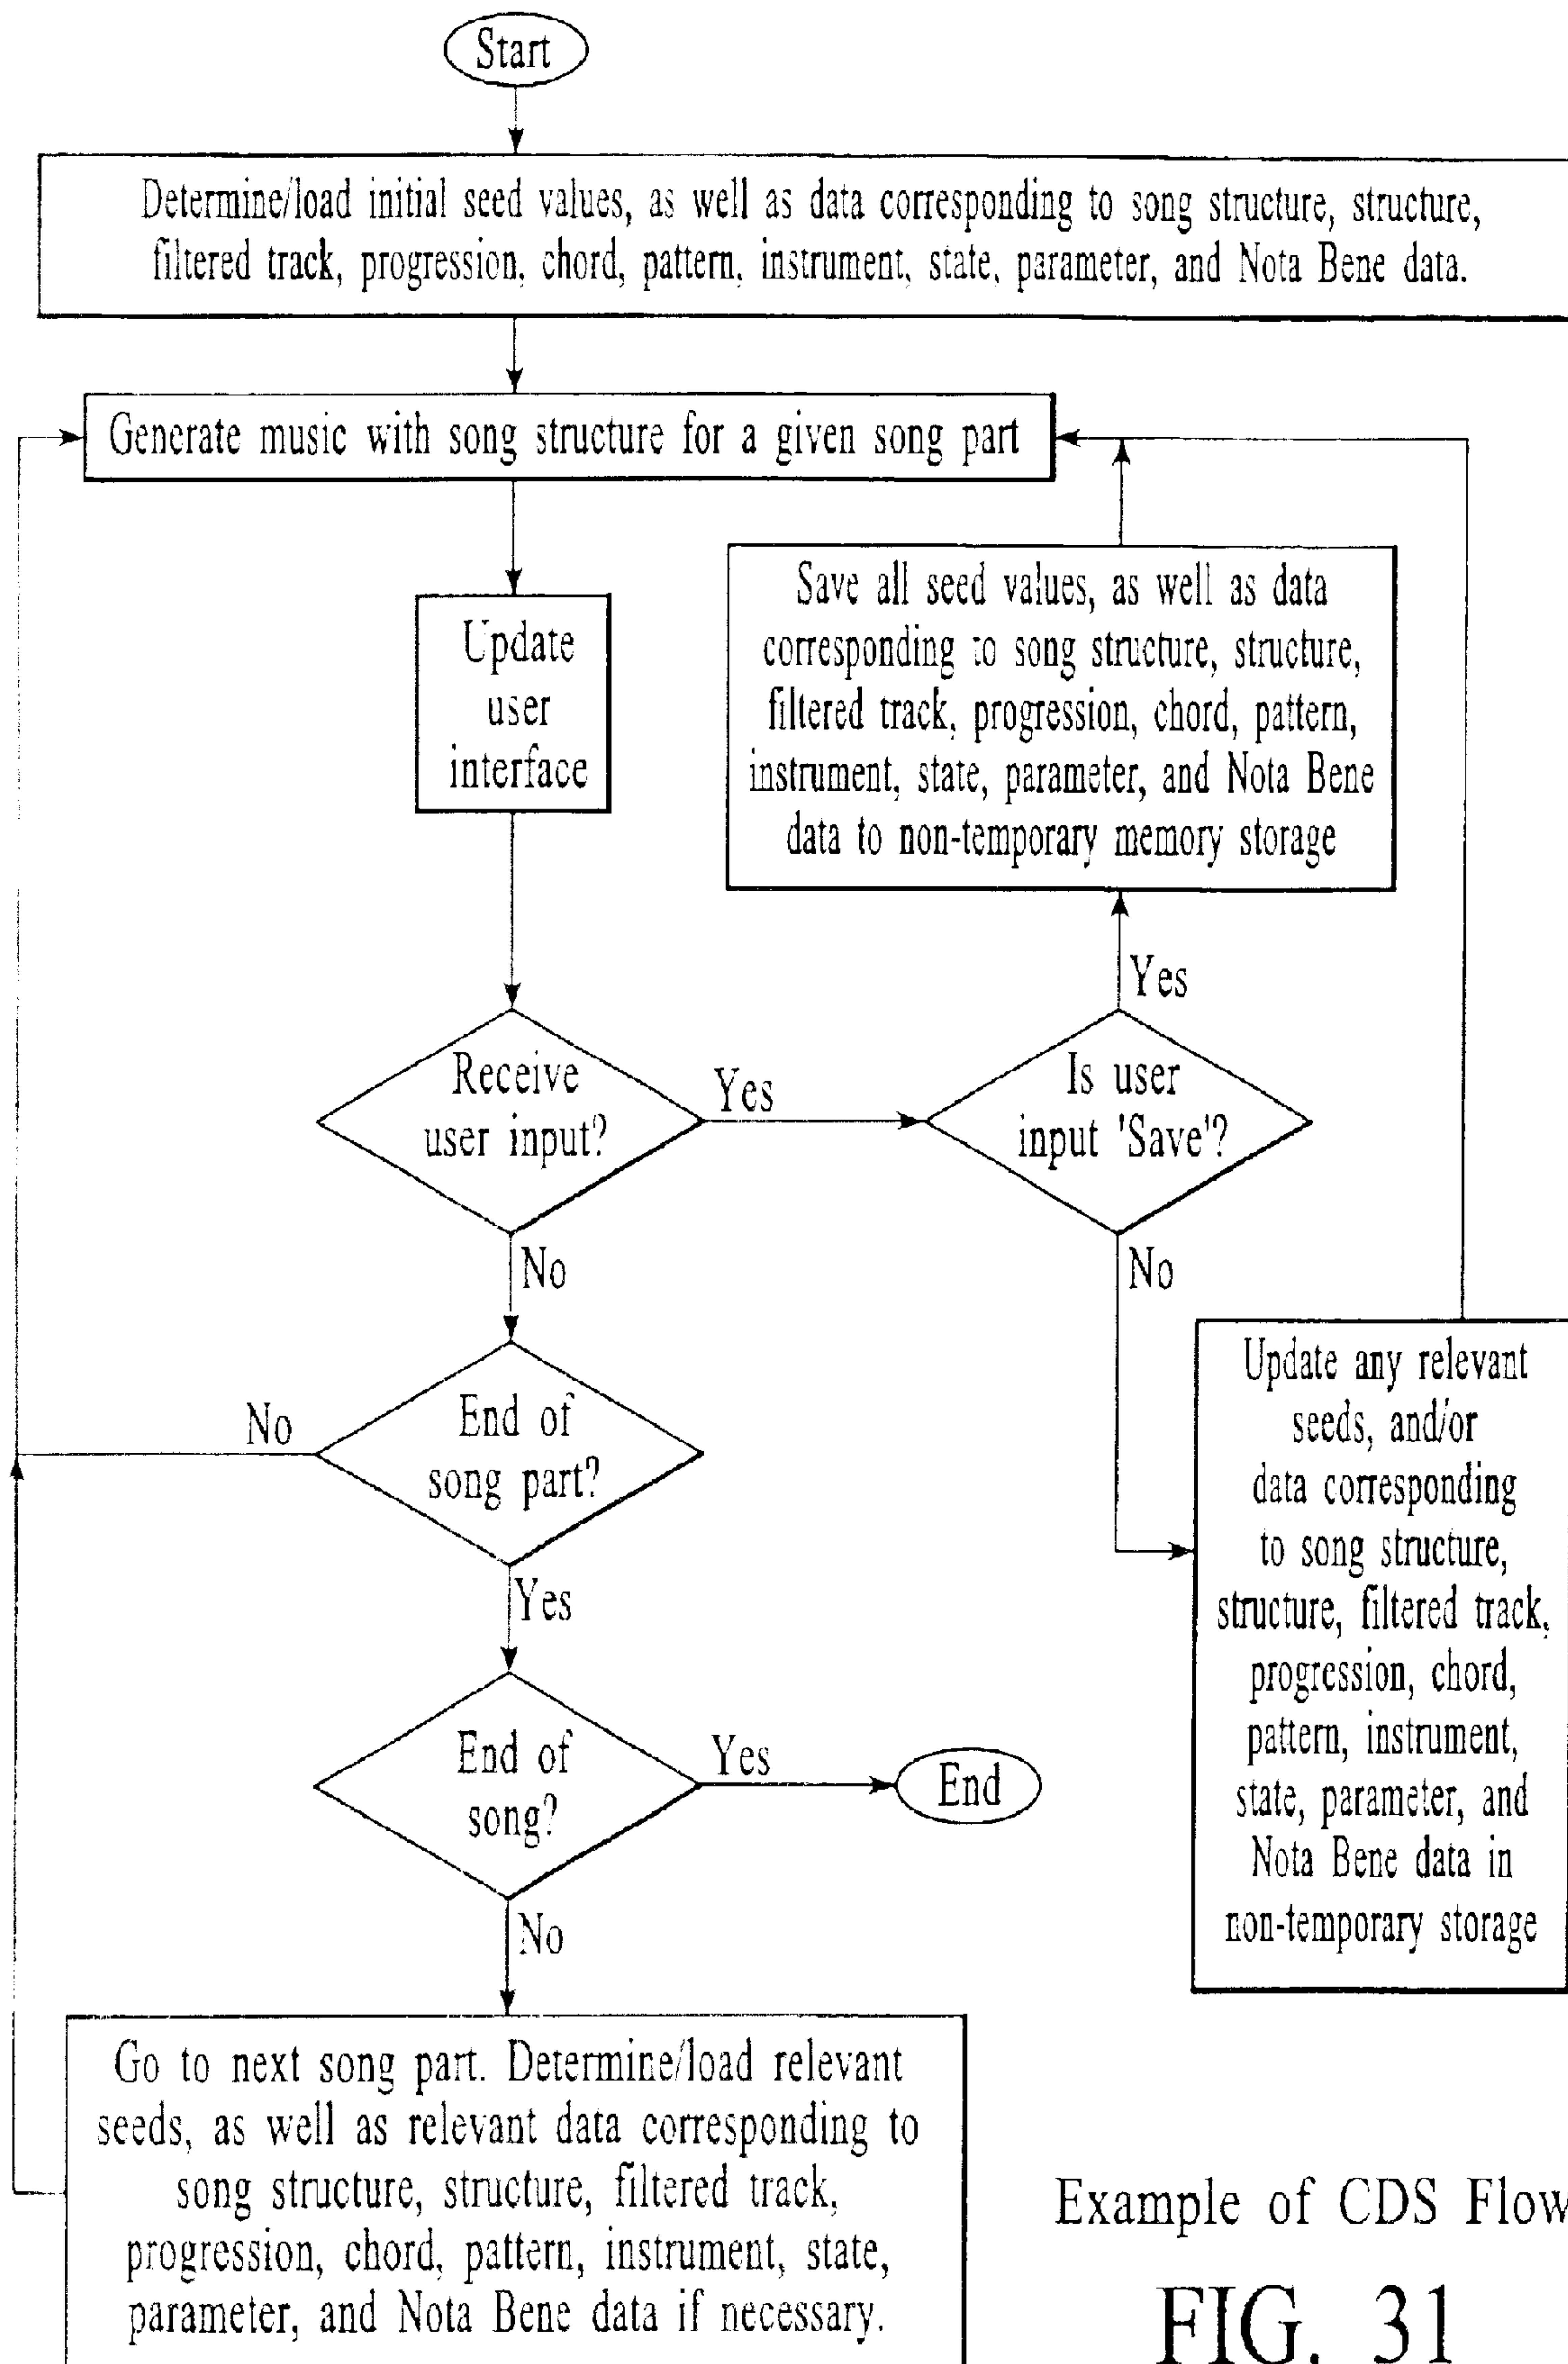 Start
Determine/load initial seed values, as well as data corresponding to song structure, structure,
filtered track, progression, chord, pattern, instrument, state, parameter, and Nota Bene data.
Generate music with song structure for a given song part
Update
user
interface
Save all seed values, as well as data
corresponding to song structure, structure,
filtered track, progression, chord, pattern,
instrument, state, parameter, and Nota Bene
data to non-temporary memory storage
Yes
Receive
user input?
Yes
Is user
input 'Save'?
No
No
Update any relevant
seeds, and/or
data corresponding
to song structure,
structure, filtered track,
progression, chord,
pattern, instrument,
state, parameter, and
Nota Bene data in
non-temporary storage
No
End of
song part?
Yes
End of
song?
Yes
End
No
Go to next song part. Determine/load relevant
seeds, as well as relevant data corresponding to
song structure, structure, filtered track,
progression, chord, pattern, instrument, state,
parameter, and Nota Bene data if necessary.
Example of CDS Flow
FIG. 31